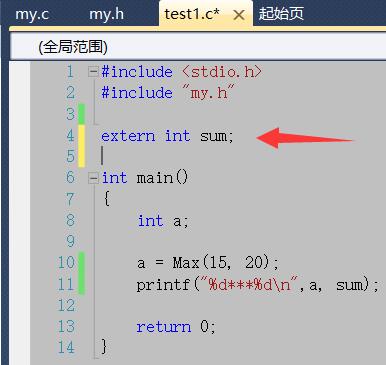 my.c my.h test1.c* 起始页
(全局范围)
1 #include <stdio.h>
2 #include "my.h"
3
4 extern int sum;
5
6 int main()
7 {
8 int a;
9
10 a = Max(15, 20);
11 printf("%d***%d\n",a, sum);
12
13 return 0;
14 }